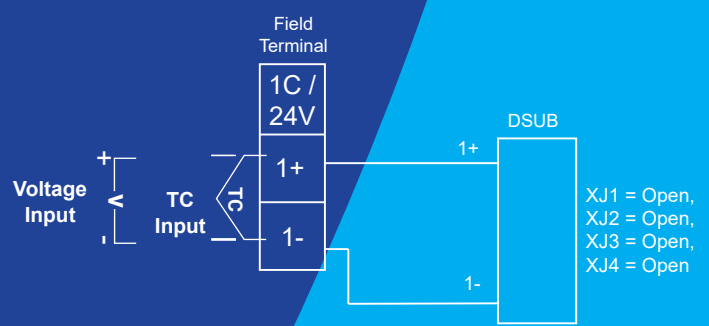 Field
Terminal
1C /
24V
DSUB
1+
1+
+
Voltage
Input
V
-
TC
Input
TC
1-
1-
XJ1 = Open,
XJ2 = Open,
XJ3 = Open,
XJ4 = Open